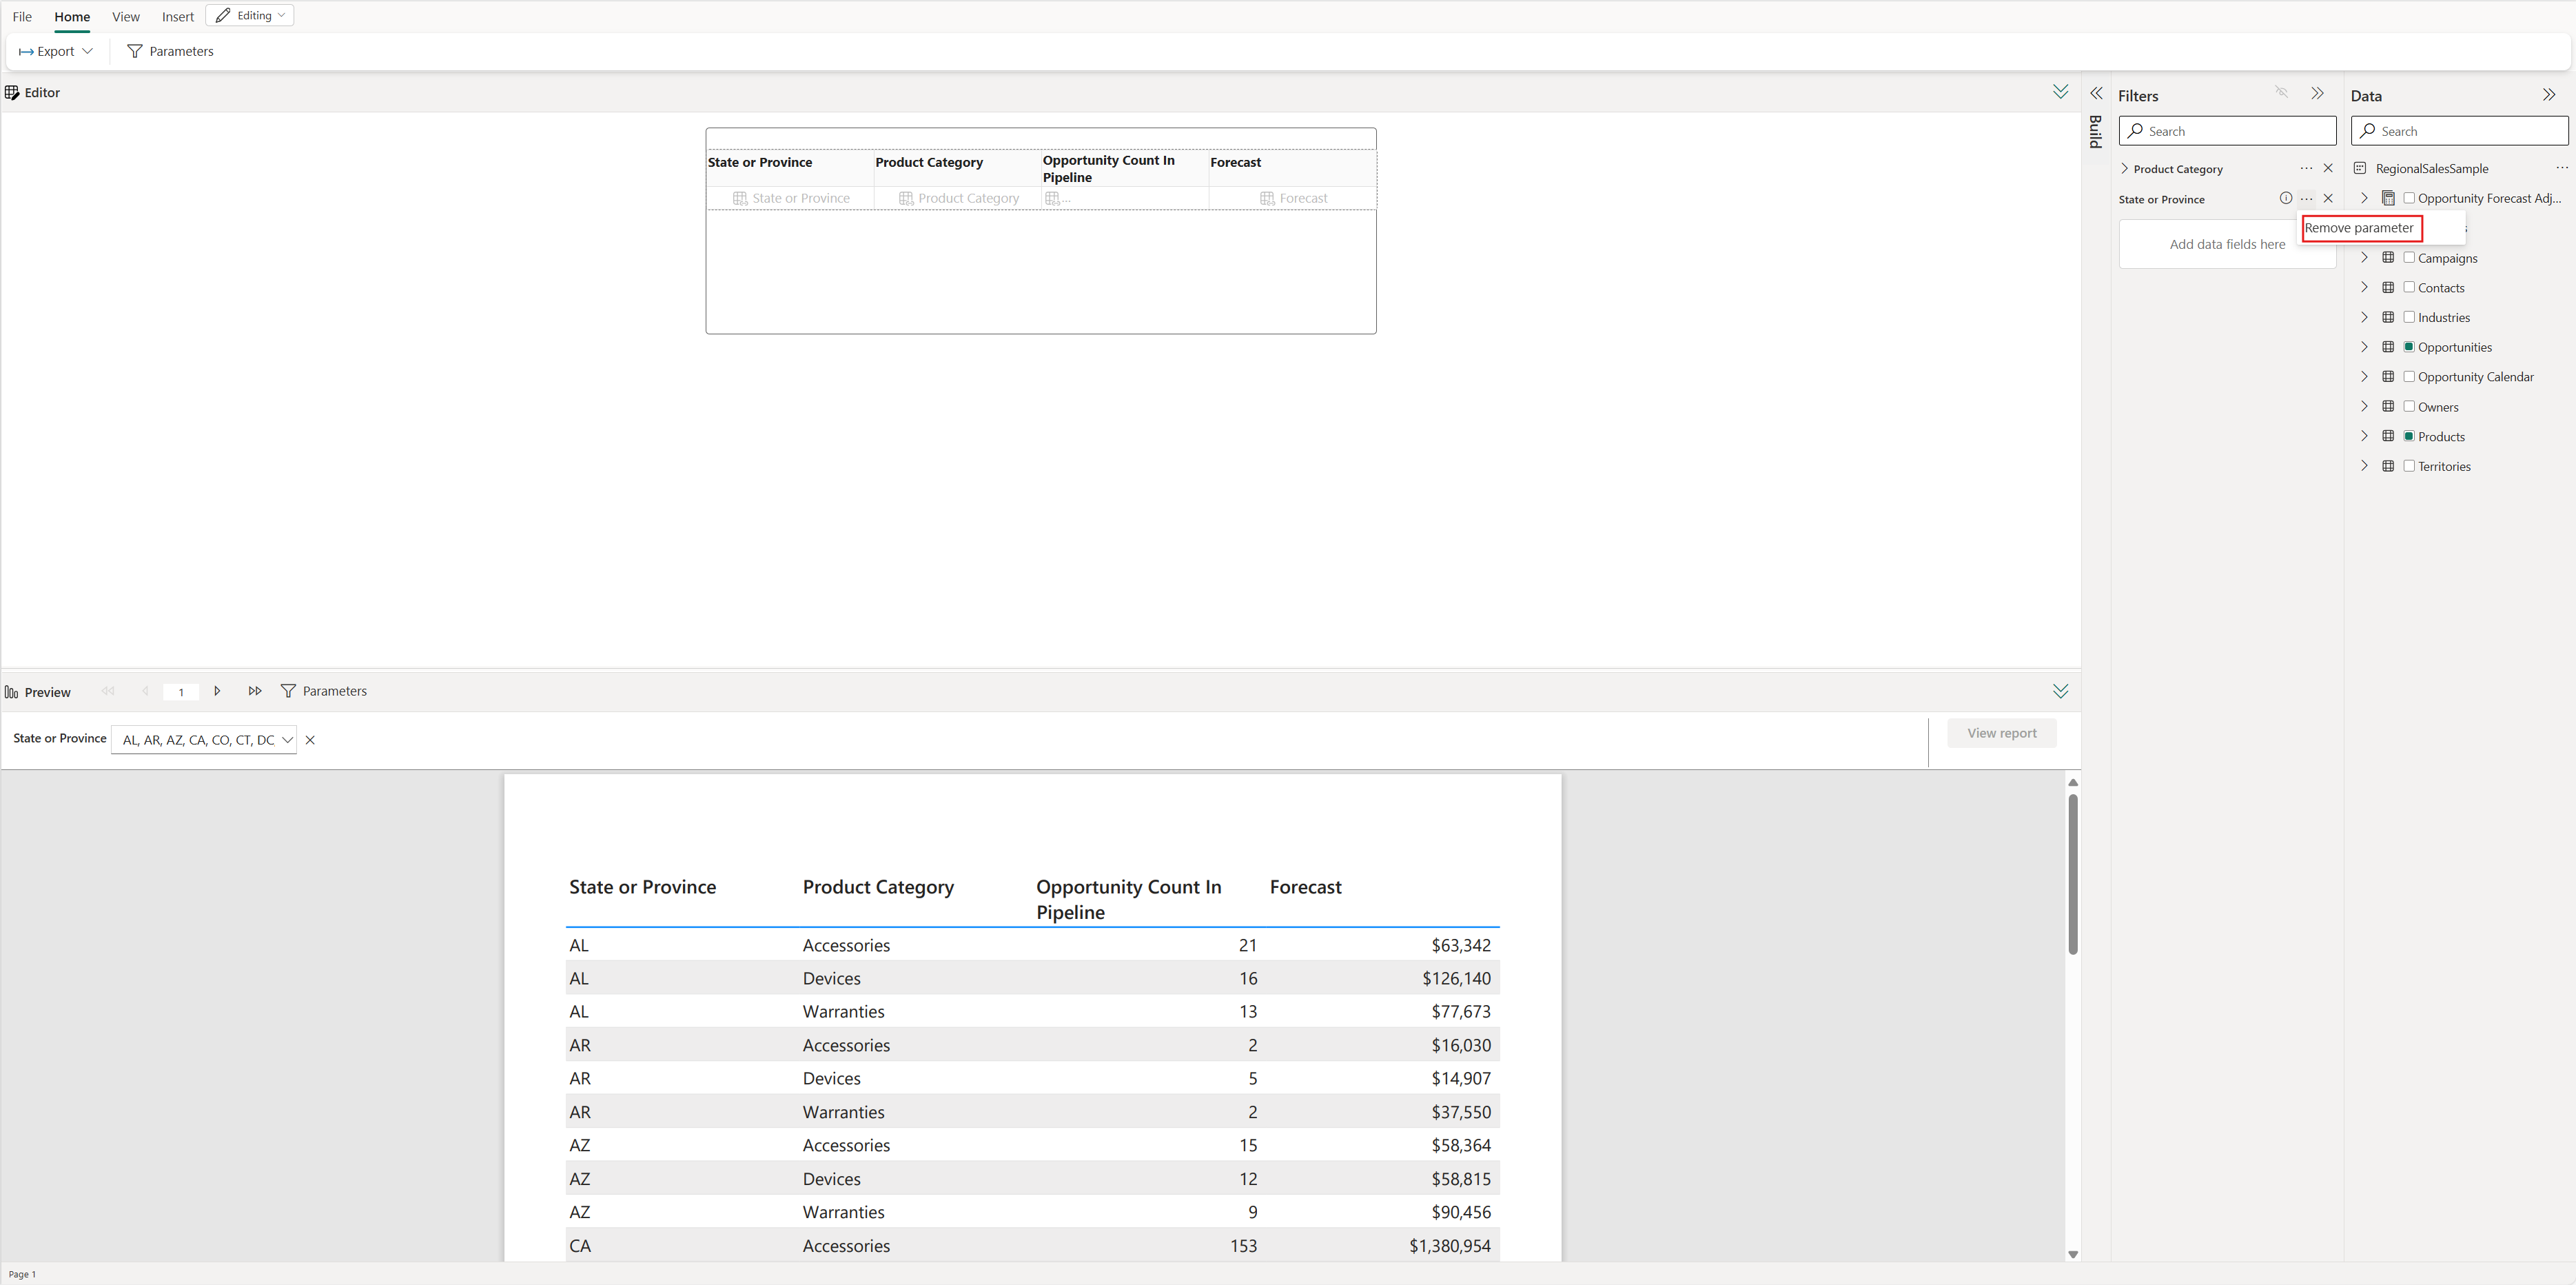 File Home View Insert Editing
Export Parameters
Editor
State or Province Product Category Opportunity Count In Pipeline Forecast
State or Province Product Category ... Forecast
Build
Filters
Search
Product Category
State or Province
Remove parameter
Add data fields here
Data
Search
RegionalSalesSample
Opportunity Forecast Adj...
Campaigns
Contacts
Industries
Opportunities
Opportunity Calendar
Owners
Products
Territories
Preview 1 Parameters
State or Province AL, AR, AZ, CA, CO, CT, DC, View report
State or Province Product Category Opportunity Count In Pipeline Forecast
AL Accessories 21 $63,342
AL Devices 16 $126,140
AL Warranties 13 $77,673
AR Accessories 2 $16,030
AR Devices 5 $14,907
AR Warranties 2 $37,550
AZ Accessories 15 $58,364
AZ Devices 12 $58,815
AZ Warranties 9 $90,456
CA Accessories 153 $1,380,954
Page 1